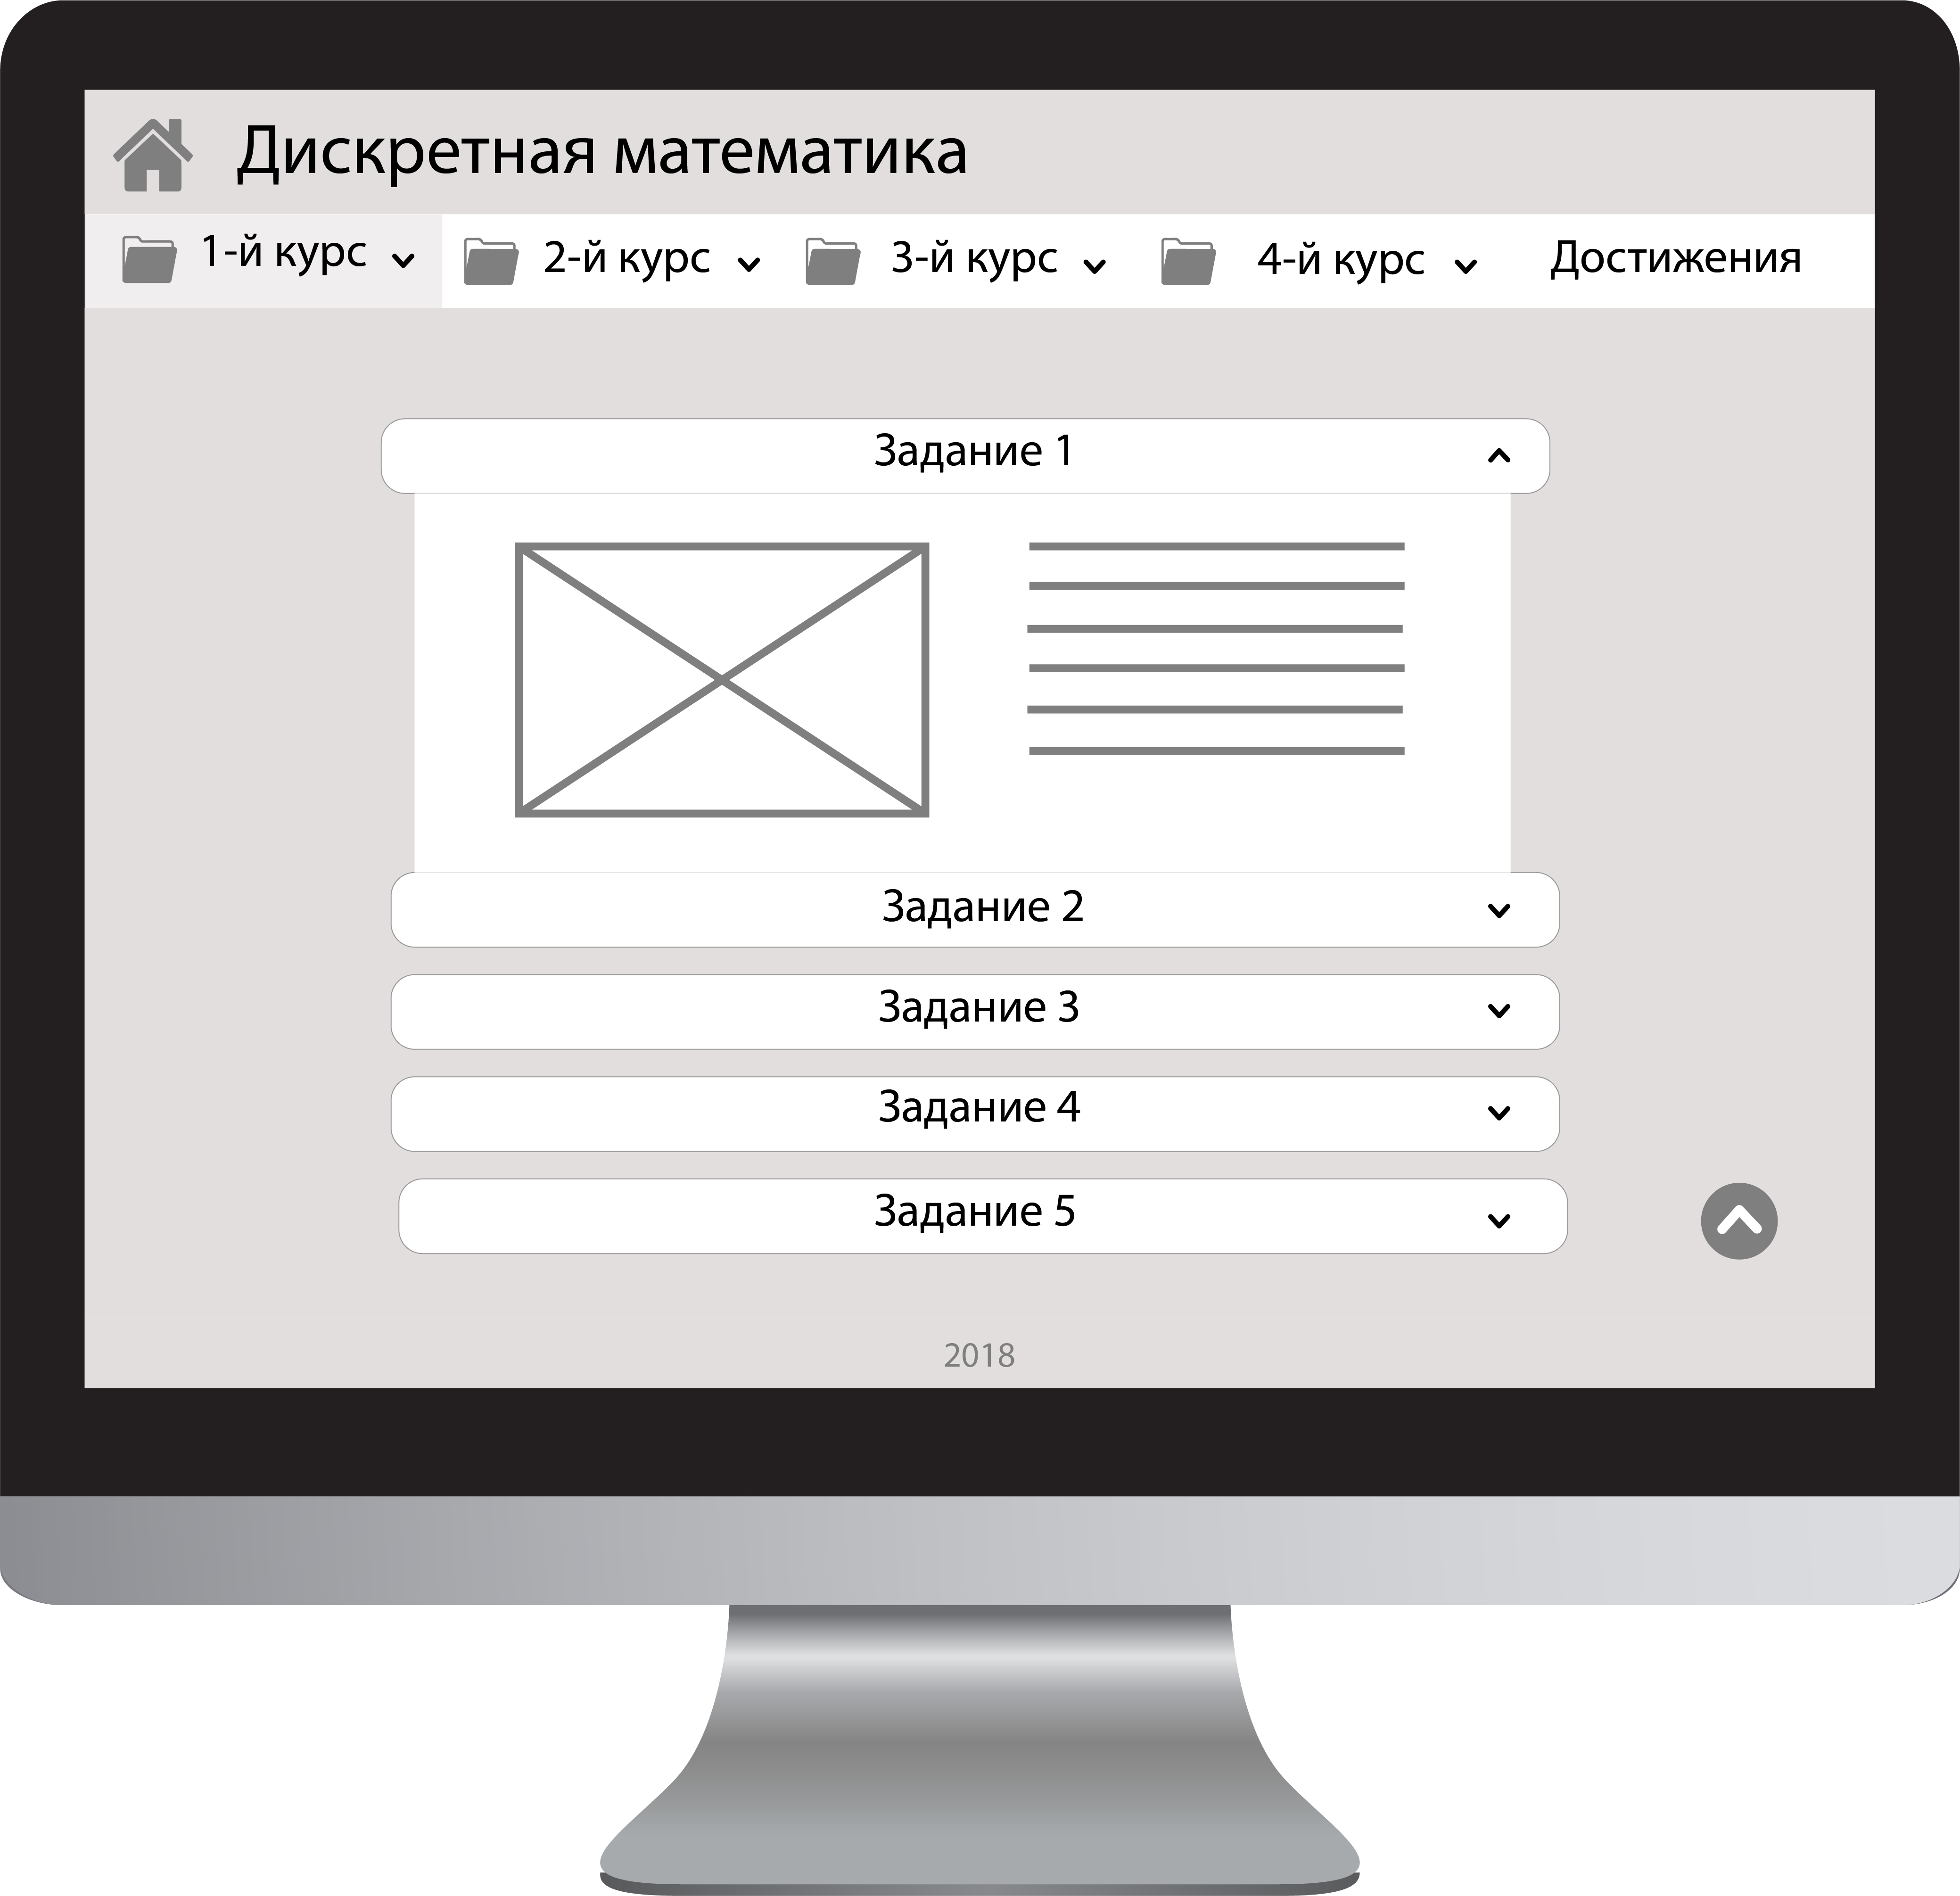 Дискретная математика
1-й курс 2-й курс 3-й курс 4-й курс Достижения
Задание 1
Задание 2
Задание 3
Задание 4
Задание 5
2018